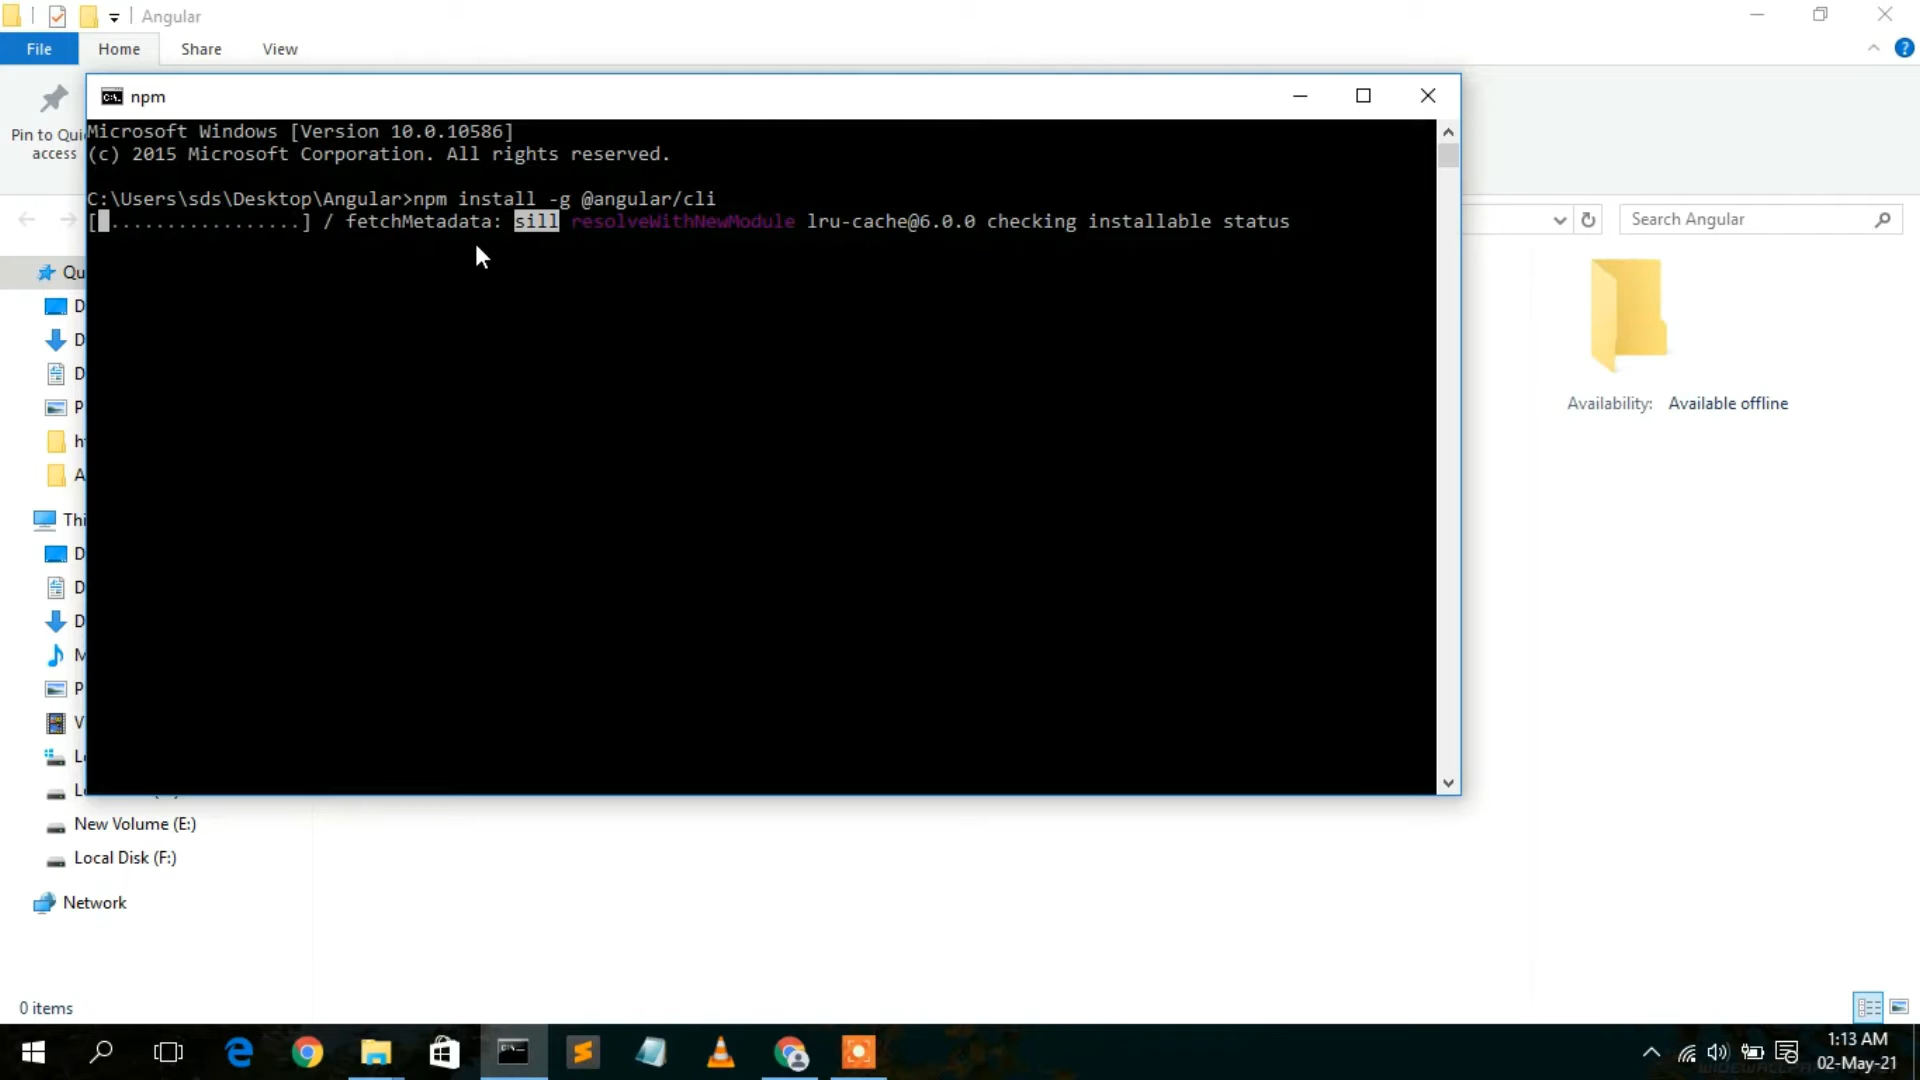 Angular
File Home Share View
npm
Pin to Qui
access
Microsoft Windows [Version 10.0.10586]
(c) 2015 Microsoft Corporation. All rights reserved.
C:\Users\sds\Desktop\Angular>npm install -g @angular/cli
[ .................] / fetchMetadata: sill resolveWithNewModule lru-cache@6.0.0 checking installable status
Search Angular
Qu
D
D
D
P
A
Availability: Available offline
Thi
D
D
D
M
P
V
L
L
New Volume (E:)
Local Disk (F:)
Network
0 items
1:13 AM
02-May-21